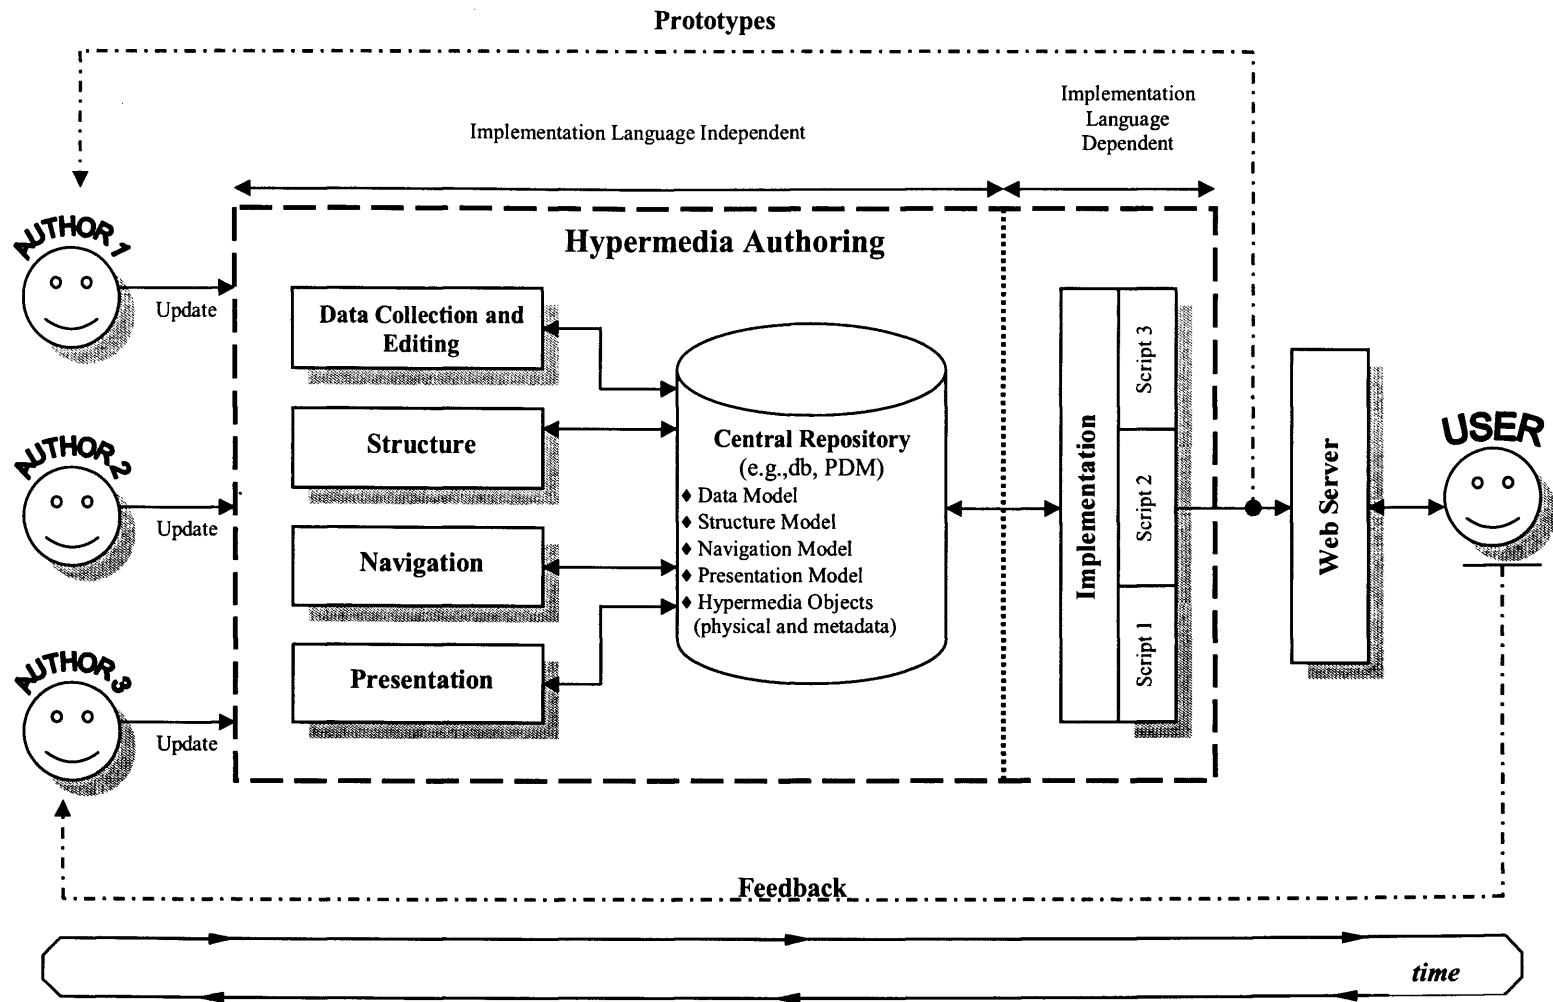 Prototypes
Implementation
Language
Dependent
Implementation Language Independent
Hypermedia Authoring
AUTHOR 1
Update
Data Collection and
Editing
Structure
Navigation
Presentation
AUTHOR 2
Update
AUTHOR 3
Update
Central Repository
(e.g.,db, PDM)
♦ Data Model
♦ Structure Model
♦ Navigation Model
♦ Presentation Model
♦ Hypermedia Objects
(physical and metadata)
Implementation
Script 3
Script 2
Script 1
Web Server
USER
Feedback
time